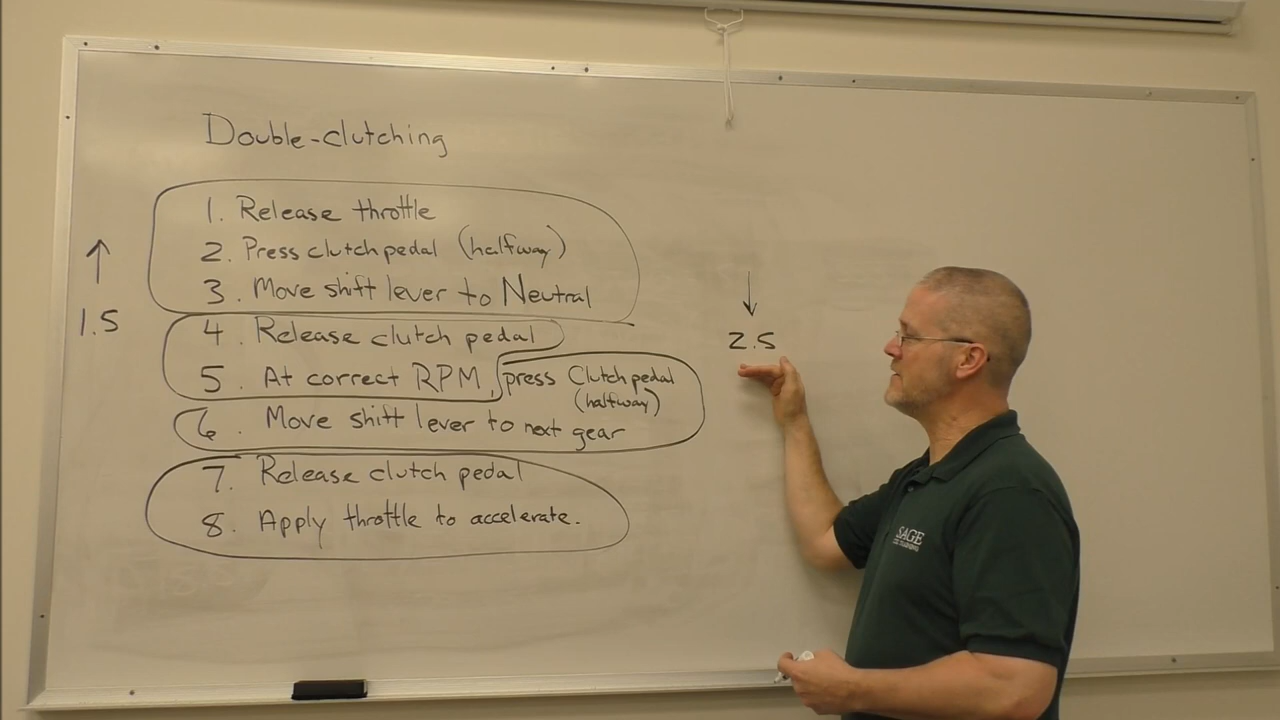 Double-clutching
1. Release throttle
2. Press clutch pedal (halfway)
3. Move shift lever to Neutral
1.5
4. Release clutch pedal
2.5
5. At correct RPM, press Clutch pedal
(halfway)
6. Move shift lever to next gear
7. Release clutch pedal
8. Apply throttle to accelerate.
SAGE
TRAINING